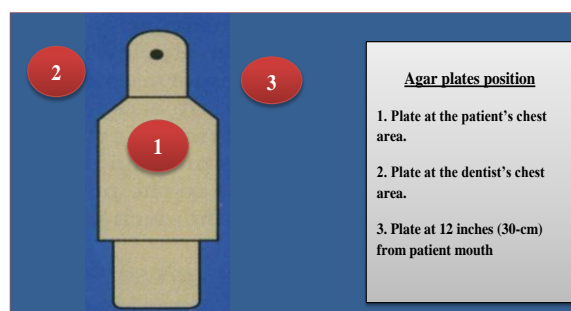 2
3
1
Agar plates position
1. Plate at the patient's chest
area.
2. Plate at the dentist's chest
area.
3. Plate at 12 inches (30-cm)
from patient mouth